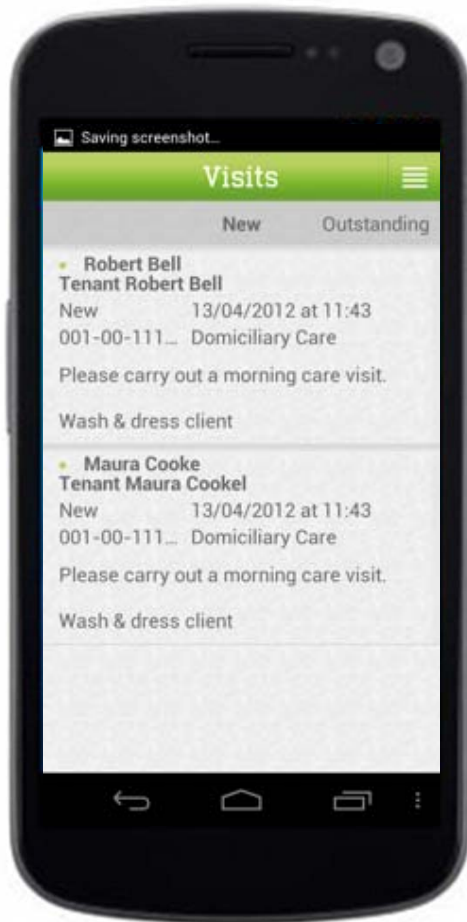 Saving screenshot...
Visits
New Outstanding
Robert Bell
Tenant Robert Bell
New 13/04/2012 at 11:43
001-00-111... Domiciliary Care
Please carry out a morning care visit.
Wash & dress client
Maura Cooke
Tenant Maura Cookel
New 13/04/2012 at 11:43
001-00-111... Domiciliary Care
Please carry out a morning care visit.
Wash & dress client